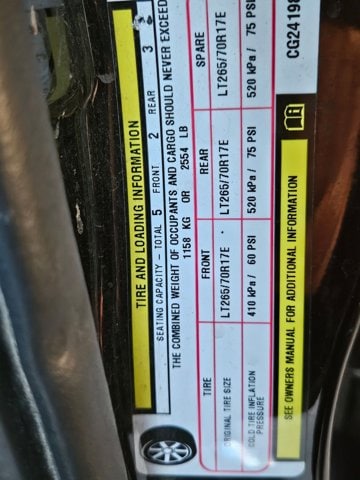 TIRE AND LOADING INFORMATION
SEATING CAPACITY - TOTAL 5 FRONT 2 REAR 3
THE COMBINED WEIGHT OF OCCUPANTS AND CARGO SHOULD NEVER EXCEED
1158 KG OR 2554 LB
TIRE FRONT REAR SPARE
ORIGINAL TIRE SIZE LT265/70R17E LT265/70R17E LT265/70R17E
COLD TIRE INFLATION PRESSURE 410 kPa/ 60 PSI 520 kPa/ 75 PSI 520 kPa/ 75 PSI
SEE OWNERS MANUAL FOR ADDITIONAL INFORMATION